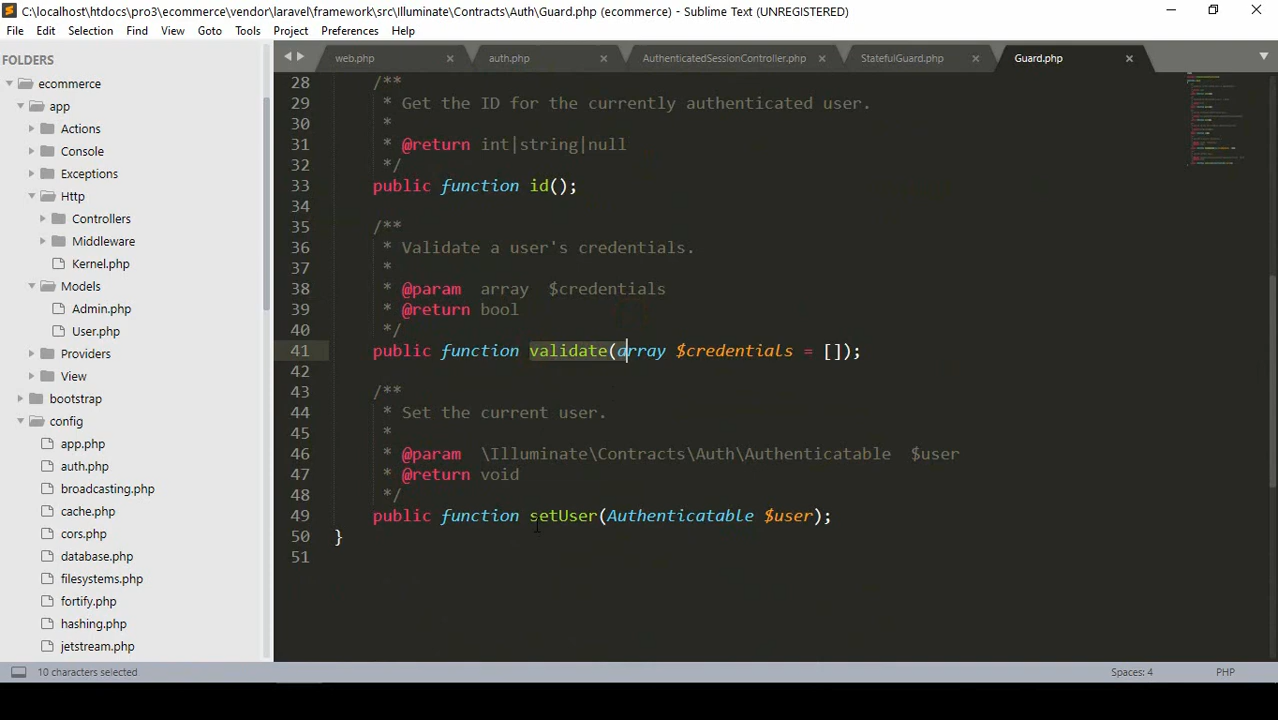 C:\localhost\htdocs\pro3\ecommerce\vendor\laravel\framework\src\Illuminate\Contracts\Auth\Guard.php (ecommerce) - Sublime Text (UNREGISTERED)
File Edit Selection Find View Goto Tools Project Preferences Help
FOLDERS
ecommerce
app
Actions
Console
Exceptions
Http
Controllers
Middleware
Kernel.php
Models
Admin.php
User.php
Providers
View
bootstrap
config
app.php
auth.php
broadcasting.php
cache.php
cors.php
database.php
filesystems.php
fortify.php
hashing.php
jetstream.php
web.php auth.php AuthenticatedSessionController.php StatefulGuard.php Guard.php
28 /**
29 * Get the ID for the currently authenticated user.
30 *
31 * @return int|string|null
32 */
33 public function id();
34
35 /**
36 * Validate a user's credentials.
37 *
38 * @param array $credentials
39 * @return bool
40 */
41 public function validate(array $credentials = []);
42
43 /**
44 * Set the current user.
45 *
46 * @param \Illuminate\Contracts\Auth\Authenticatable $user
47 * @return void
48 */
49 public function setUser(Authenticatable $user);
50 }
51
10 characters selected Spaces: 4 PHP